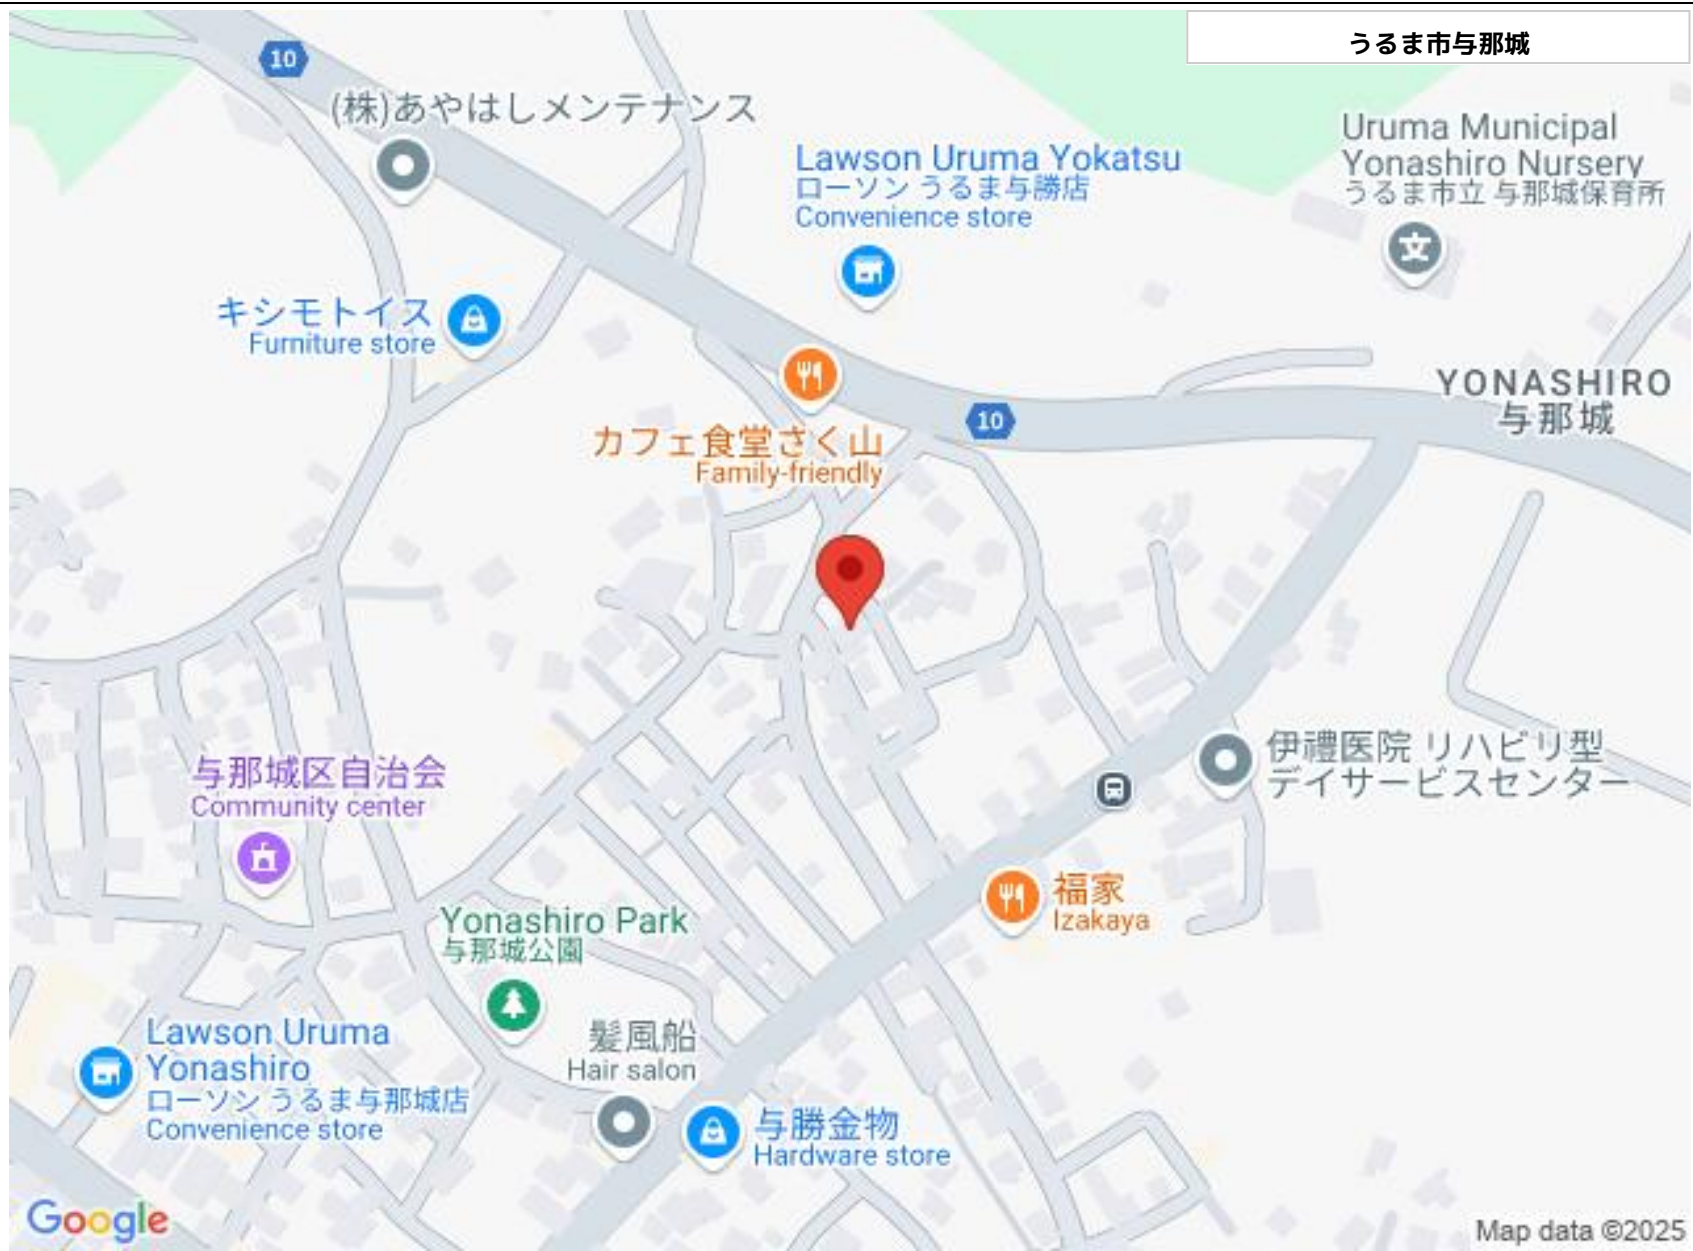 うるま市与那城
10
(株)あやはしメンテナンス
Lawson Uruma Yokatsu
ローソン うるま与勝店
Convenience store
Uruma Municipal
Yonashiro Nursery
うるま市立 与那城保育所
文
キシモトイス
Furniture store
YONASHIRO
与那城
10
カフェ食堂さく山
Family-friendly
伊禮医院 リハビリ型
デイサービスセンター
与那城区自治会
Community center
福家
Izakaya
Yonashiro Park
与那城公園
Lawson Uruma
Yonashiro
ローソン うるま与那城店
Convenience store
髪風船
Hair salon
与勝金物
Hardware store
Google
Map data ©2025